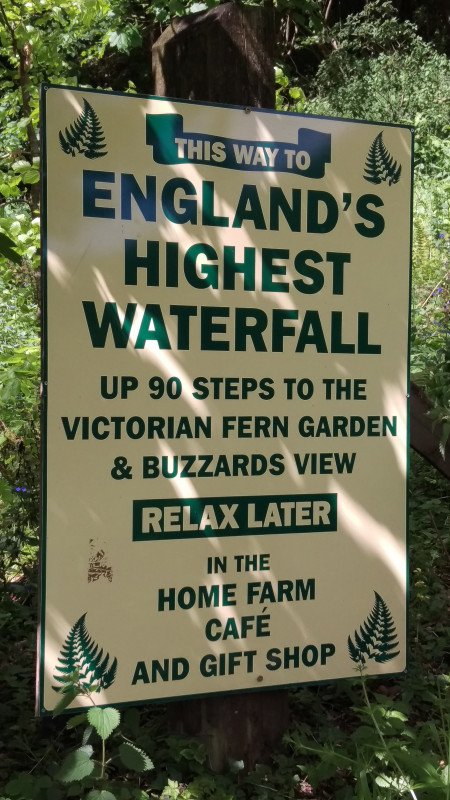 THIS WAY TO
ENGLAND'S
HIGHEST
WATERFALL
UP 90 STEPS TO THE
VICTORIAN FERN GARDEN
& BUZZARDS VIEW
RELAX LATER
IN THE
HOME FARM
CAFÉ
AND GIFT SHOP